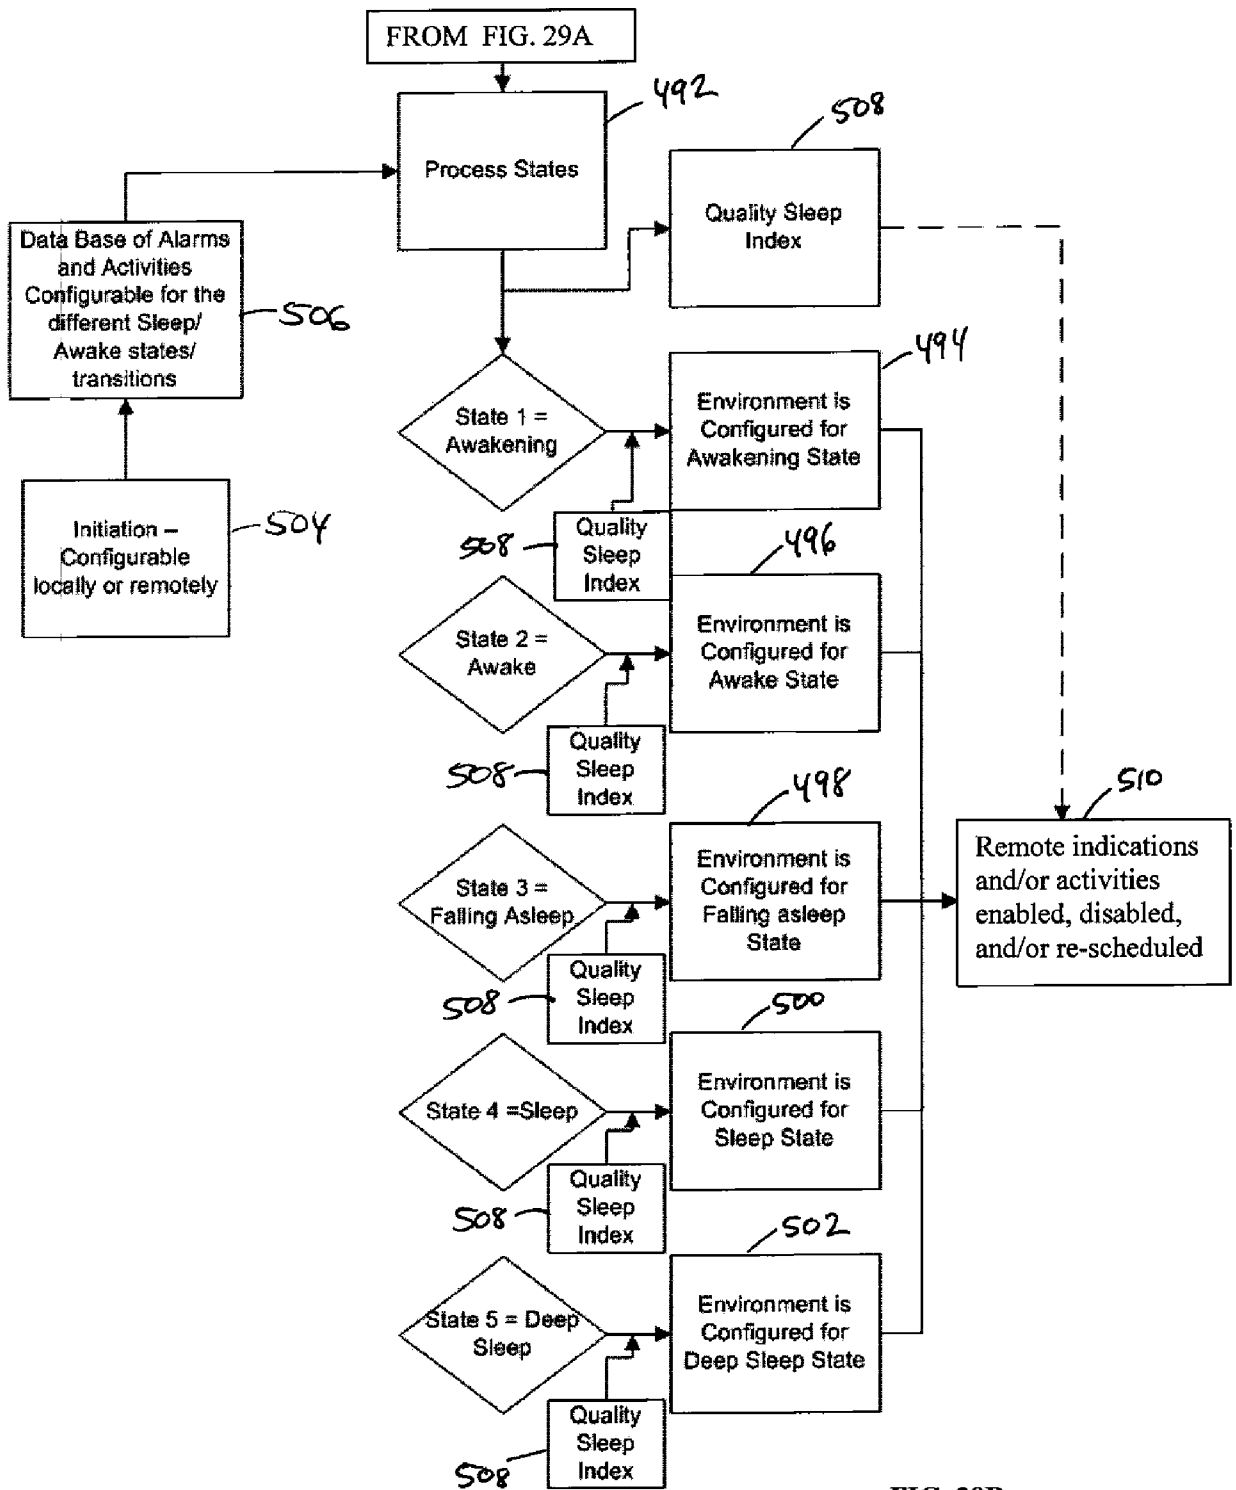 FROM FIG. 29A
492
508
Process States
Quality Sleep
Index
Data Base of Alarms
and Activities
Configurable for the
different Sleep/
Awake states/
transitions
506
494
State 1 =
Awakening
Environment is
Configured for
Awakening State
Initiation –
Configurable
locally or remotely
504
508
Quality
Sleep
Index
496
State 2 =
Awake
Environment is
Configured for
Awake State
508
Quality
Sleep
Index
498
510
State 3 =
Falling Asleep
Environment is
Configured for
Falling asleep
State
Remote indications
and/or activities
enabled, disabled,
and/or re-scheduled
508
Quality
Sleep
Index
500
State 4 =Sleep
Environment is
Configured for
Sleep State
508
Quality
Sleep
Index
502
State 5 = Deep
Sleep
Environment is
Configured for
Deep Sleep State
508
Quality
Sleep
Index